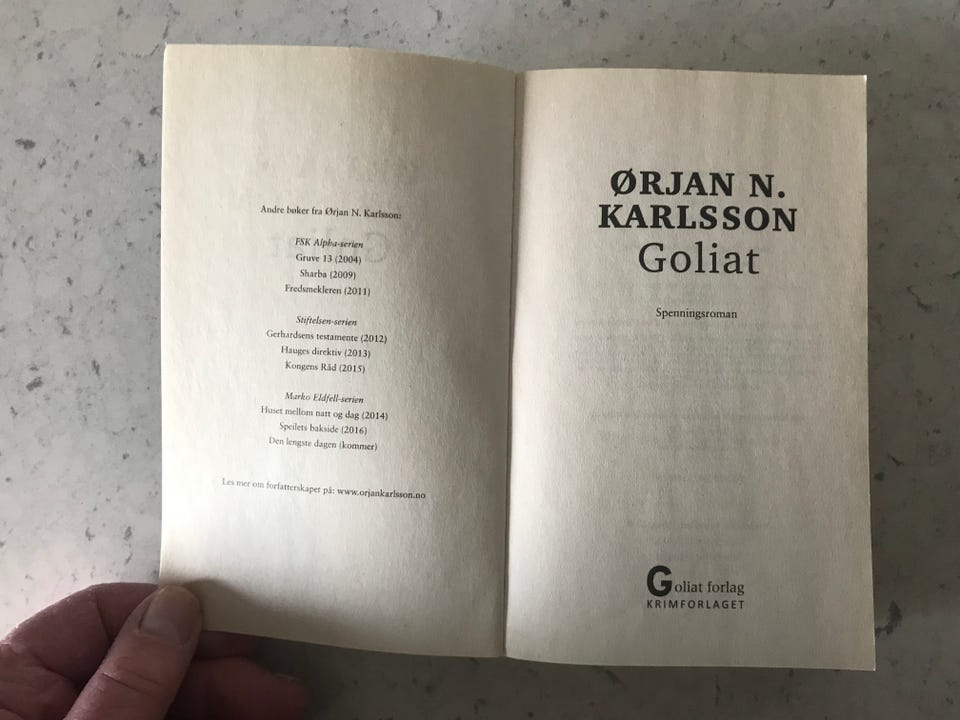 Andre bøker fra Ørjan N. Karlsson:
FSK Alpha-serien
Gruve 13 (2004)
Sharba (2009)
Fredsmekleren (2011)
Stiftelsen-serien
Gerhardsens testamente (2012)
Hauges direktiv (2013)
Kongens Råd (2015)
Marko Eldfell-serien
Huset mellom natt og dag (2014)
Speilets bakside (2016)
Den lengste dagen (kommer)
Les mer om forfatterskapet på: www.orjankarlsson.no
ØRJAN N.
KARLSSON
Goliat
Spenningsroman
Goliat forlag
KRIMFORLAGET